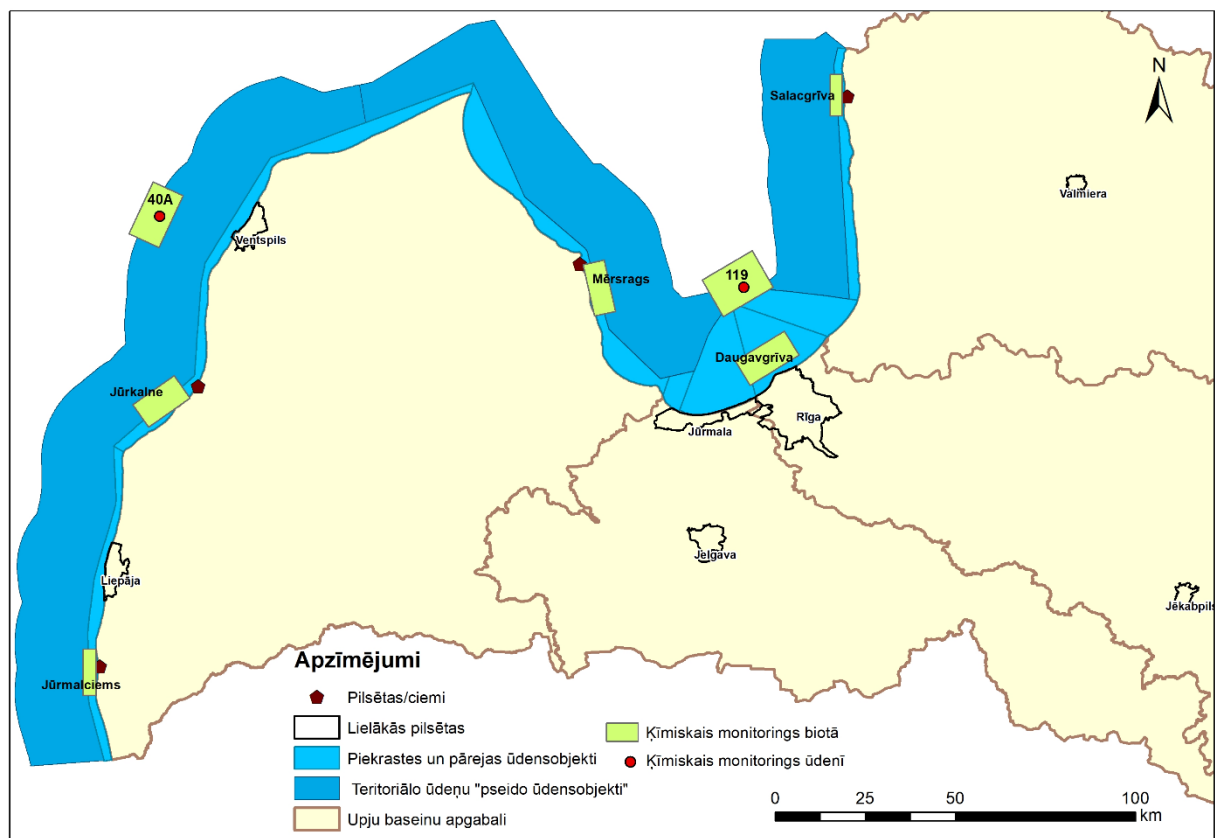 Salacgrīva
N
Valmiera
40A
Ventspils
Mērsrags
119
Daugavgrīva
Jūrkalne
Jūrmala
Rīga
Jelgava
Liepāja
Jēkabpils
Jūrmalciems
Apzīmējumi
Pilsētas/ciemi
Lielākās pilsētas
Piekrastes un pārejas ūdensobjekti
Teritoriālo ūdeņu "pseido ūdensobjekti"
Upju baseinu apgabali
Ķīmiskais monitorings biotā
Ķīmiskais monitorings ūdenī
0 25 50 100
km